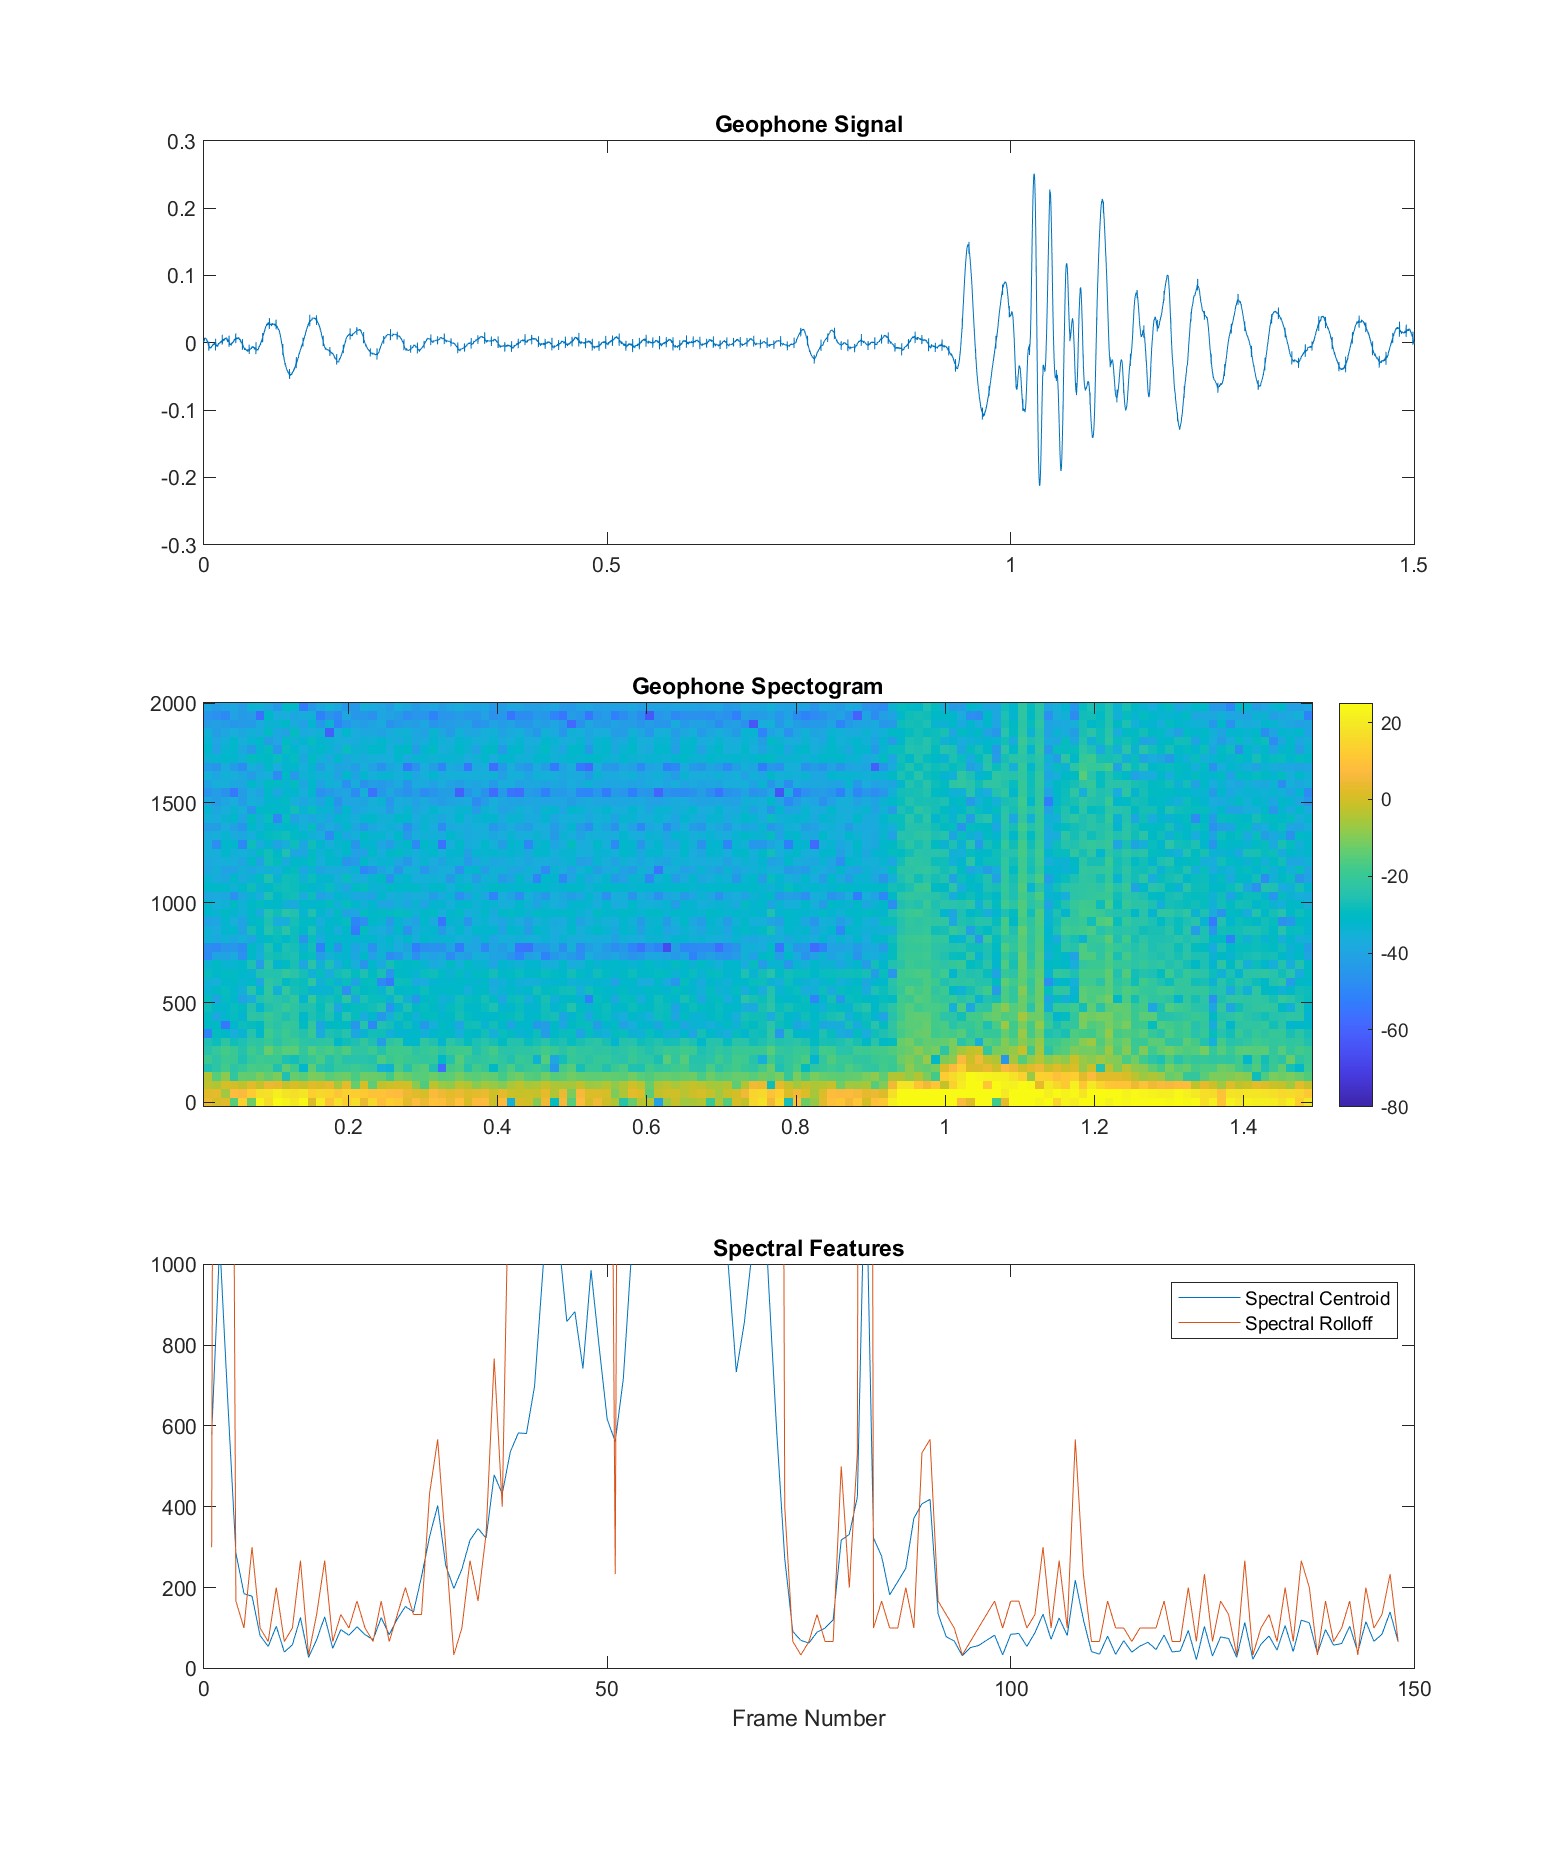 Geophone Signal
0.3
0.2
0.1
0
-0.1
-0.2
-0.3
0 0.5 1 1.5
Geophone Spectogram
2000
1500
1000
500
0
0.2 0.4 0.6 0.8 1 1.2 1.4
20
0
-20
-40
-60
-80
Spectral Features
1000
800
600
400
200
0
0 50 100 150
Frame Number
Spectral Centroid
Spectral Rolloff